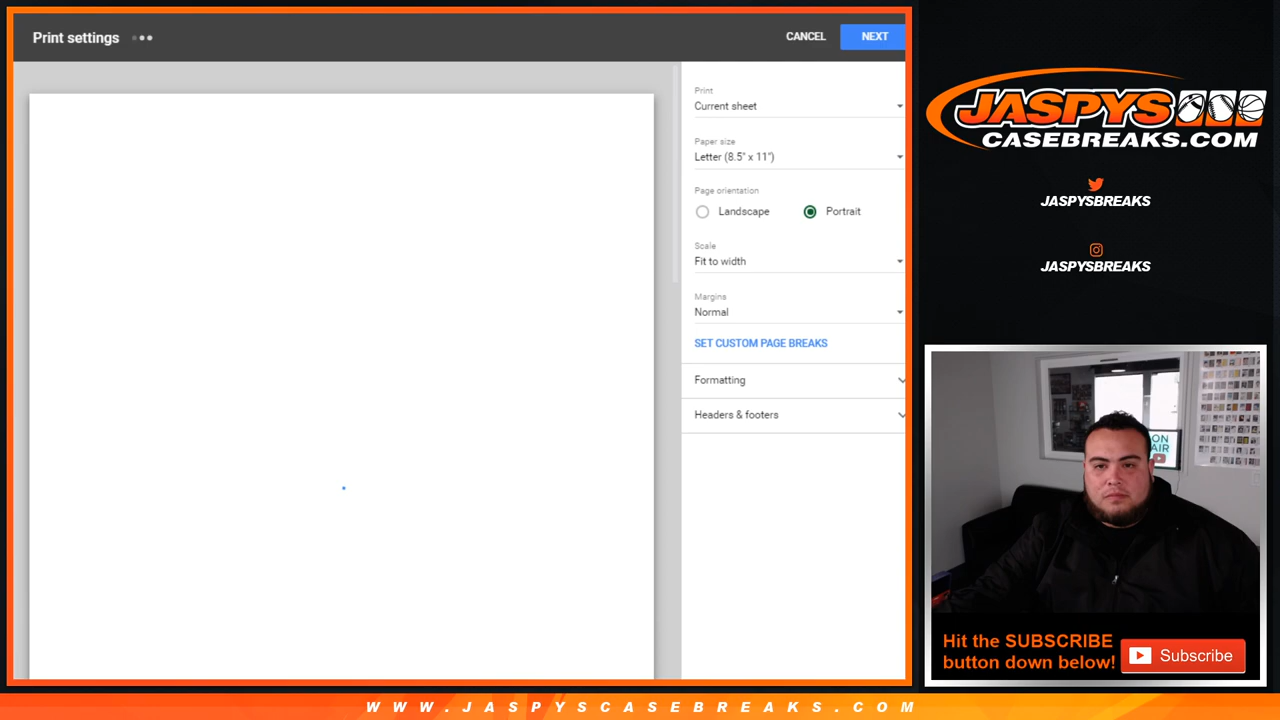 Print settings
CANCEL
NEXT
Print
Current sheet
Paper size
Letter (8.5" x 11")
Page orientation
Landscape
Portrait
Scale
Fit to width
Margins
Normal
SET CUSTOM PAGE BREAKS
Formatting
Headers & footers
JASPYS
CASEBREAKS.COM
JASPYSBREAKS
JASPYSBREAKS
ON
AIR
Hit the SUBSCRIBE
button down below!
Subscribe
WWW.JASPYSCASEBREAKS.COM